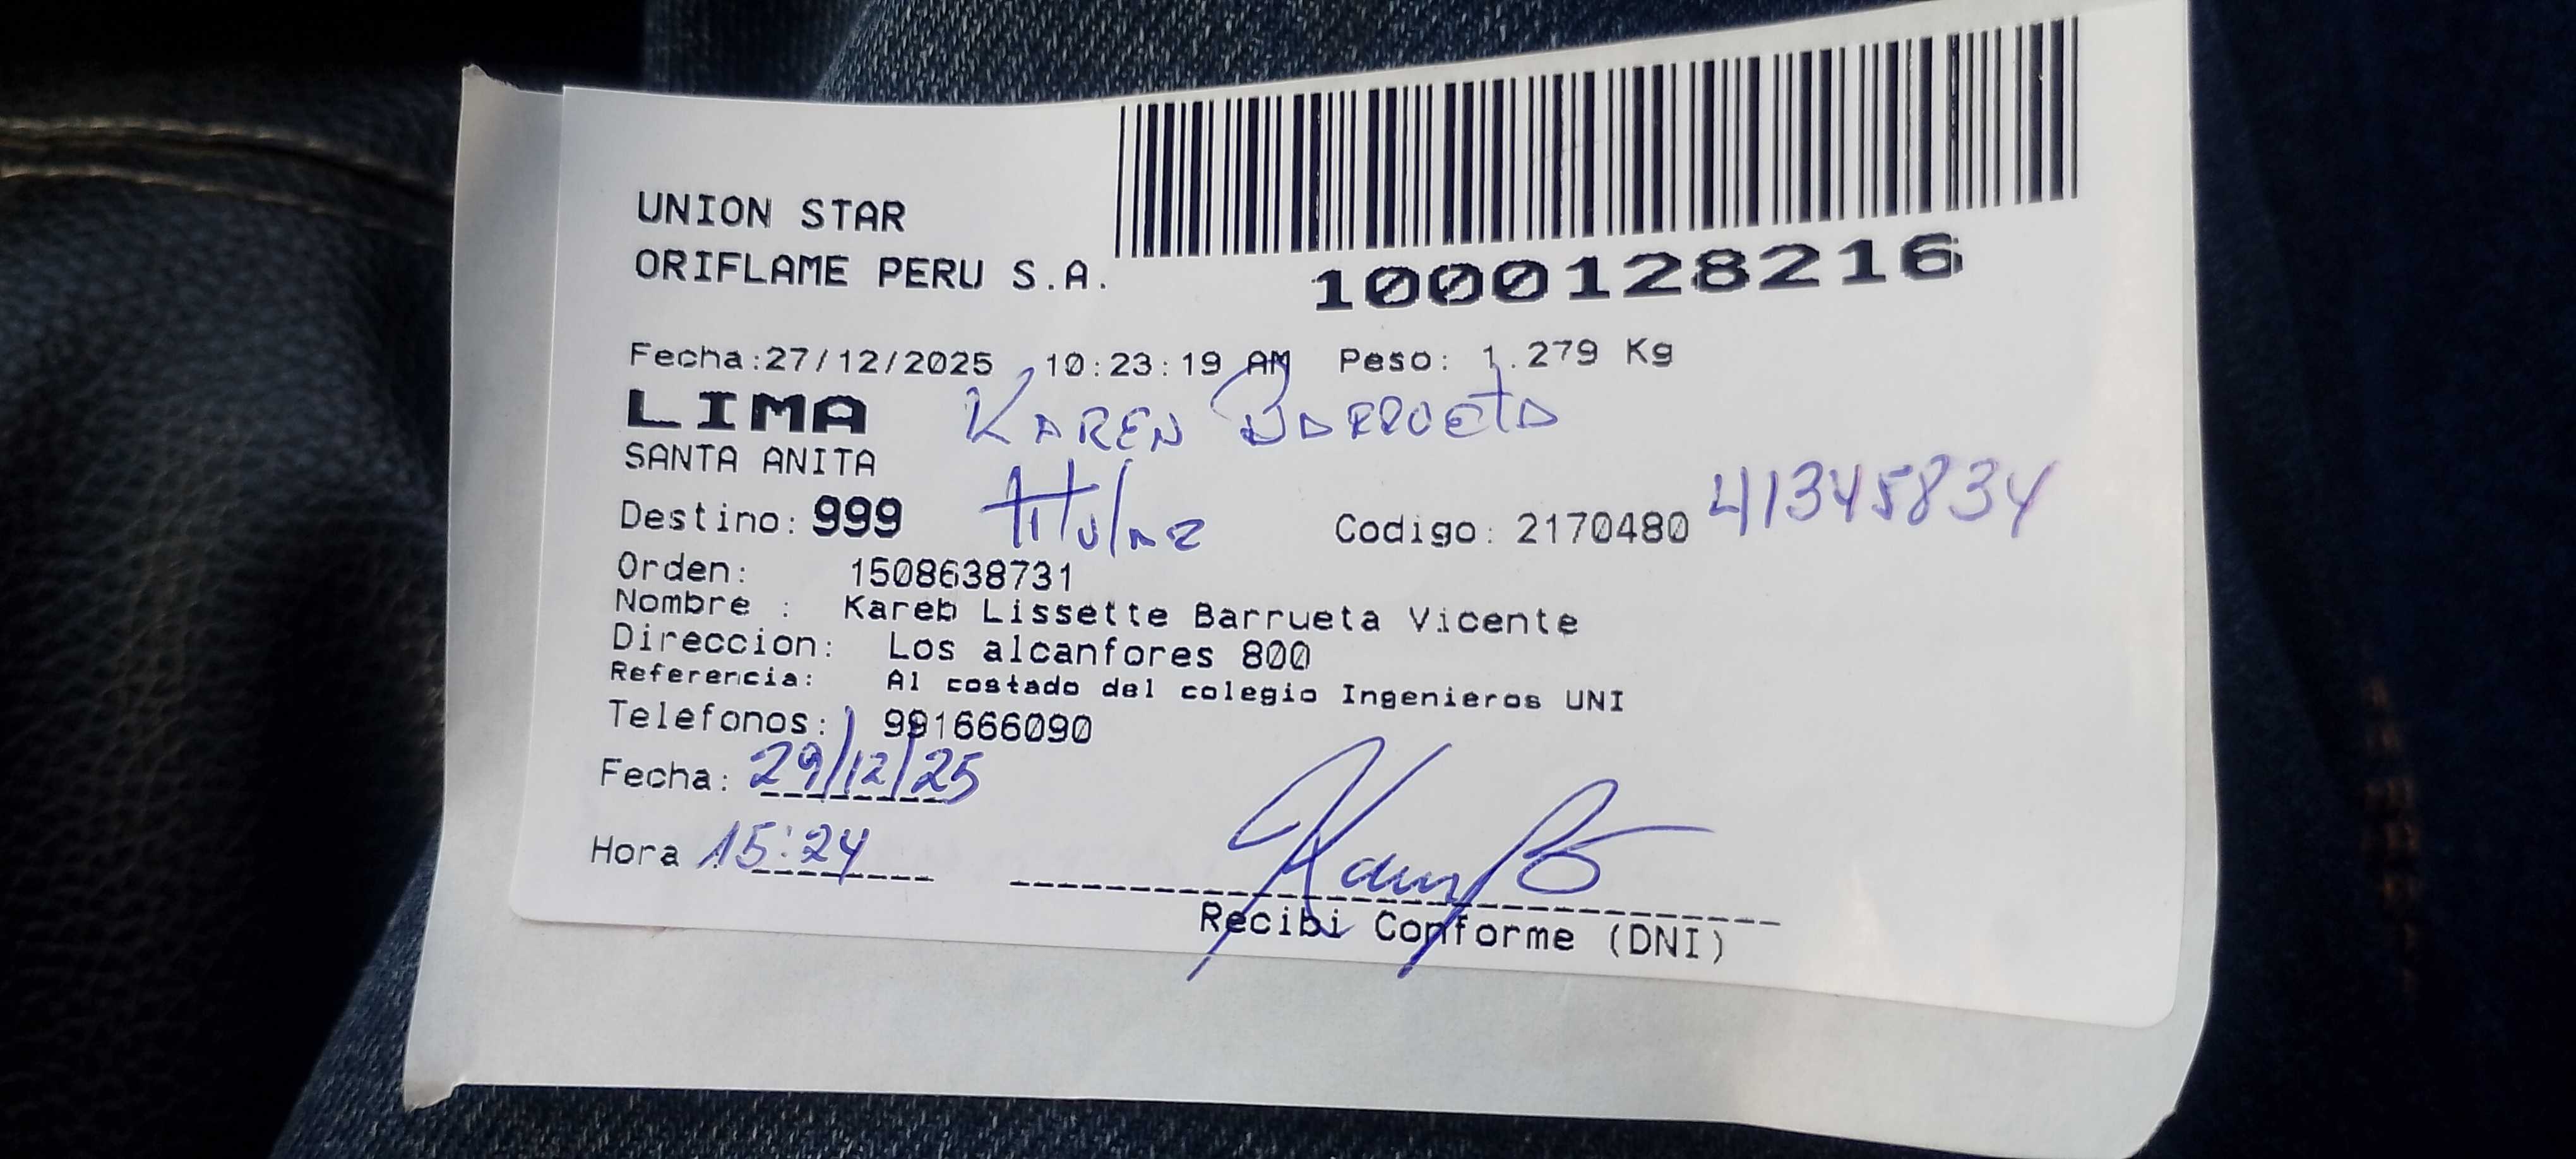 UNION STAR
ORIFLAME PERU S.A.
1000128216
Fecha:27/12/2025 10:23:19 AM Peso: 1.279 Kg
LIMA KAREN BARRUETA
SANTA ANITA
Destino: 999 titular Codigo: 2170480 41345834
Orden: 1508638731
Nombre : Kareb Lissette Barrueta Vicente
Direccion: Los alcanfores 800
Referencia: Al costado del colegio Ingenieros UNI
Telefonos: 991666090
Fecha: 29/12/25
Hora 15:24
Recibi Conforme (DNI)